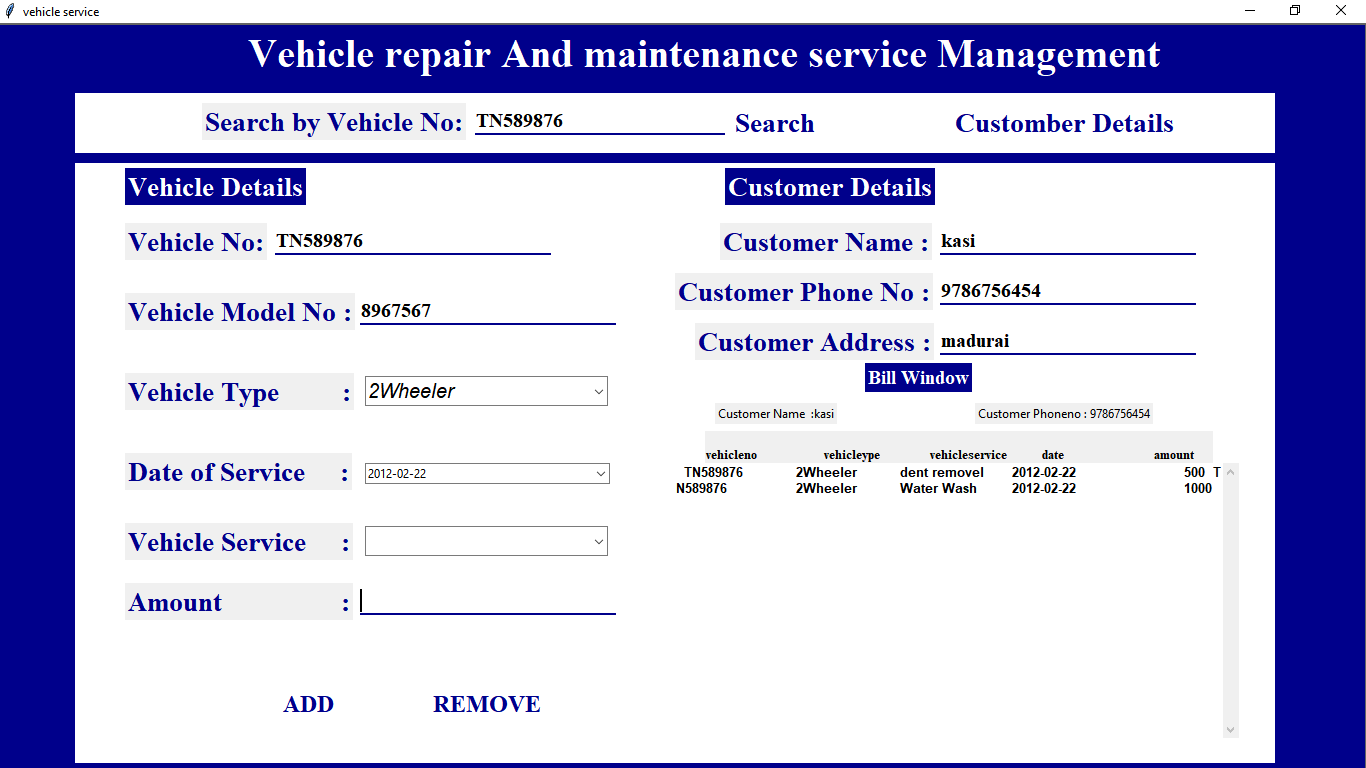 vehicle service
Vehicle repair And maintenance service Management
Search by Vehicle No: TN589876 Search Customber Details
Vehicle Details
Customer Details
Vehicle No: TN589876
Customer Name : kasi
Customer Phone No : 9786756454
Vehicle Model No : 8967567
Customer Address : madurai
Bill Window
Vehicle Type : 2Wheeler
Customer Name :kasi Customer Phoneno : 9786756454
vehicleno vehicleype vehicleservice date amount
TN589876 2Wheeler dent removel 2012-02-22 500 T
N589876 2Wheeler Water Wash 2012-02-22 1000
Date of Service : 2012-02-22
Vehicle Service :
Amount :
ADD REMOVE